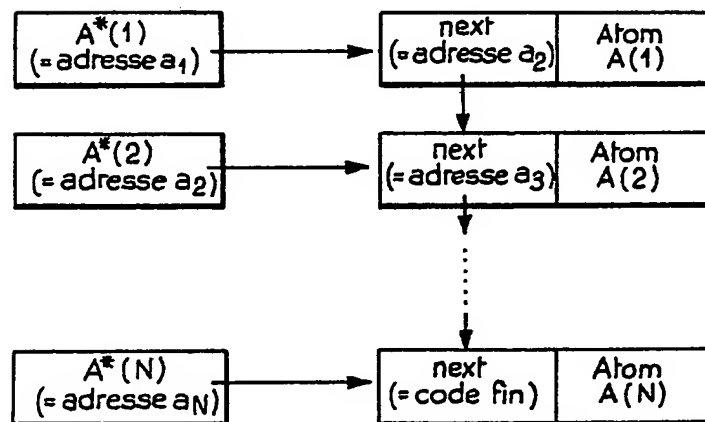 A*(1)
(=adresse a1)
next
(=adresse a2)
Atom
A(1)
A*(2)
(=adresse a2)
next
(=adresse a3)
Atom
A(2)
A*(N)
(=adresse aN)
next
(=code fin)
Atom
A(N)